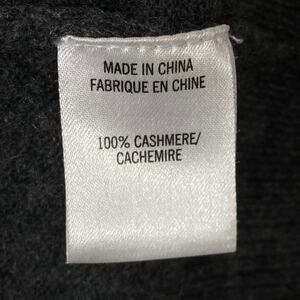 MADE IN CHINA
FABRIQUE EN CHINE
100% CASHMERE/
CACHEMIRE